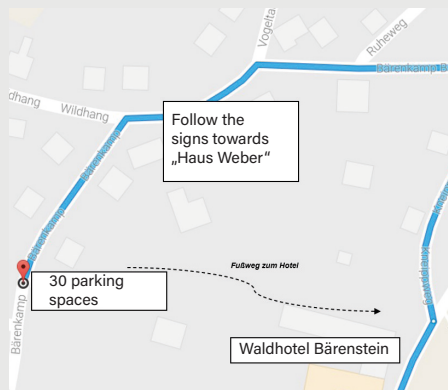 Vogelta
Ruheweg
Bärenkamp B
dhang
Wildhang
Follow the
signs towards
„Haus Weber“
Bärenkamp
Bärenkamp
Kneippweg
Fußweg zum Hotel
30 parking
spaces
Bärenkamp
Waldhotel Bärenstein